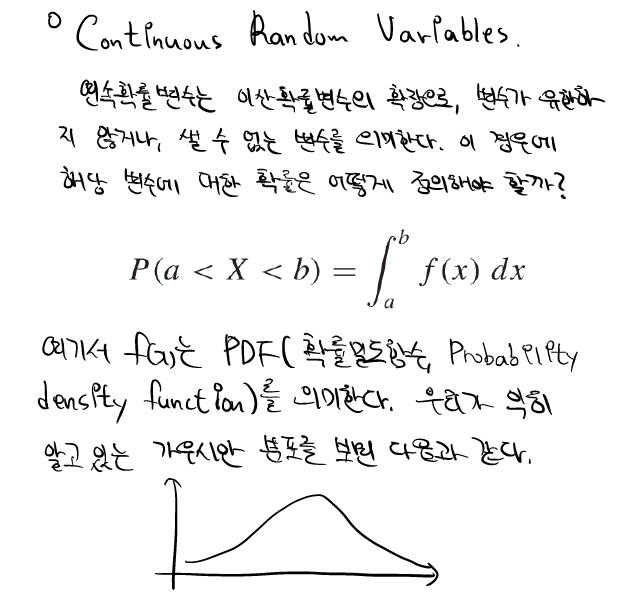 ° Continuous Random Variables.
연속확률변수는 이산확률변수의 확장으로, 변수가 유한하
지 않거나, 셀 수 없는 변수를 의미한다. 이 경우에
해당 변수에 대한 확률은 어떻게 정의해야 할까?
P(a < X < b) = ∫_a^b f(x) dx
여기서 f(x)는 PDF(확률밀도함수, Probability
density function)를 의미한다. 우리가 익히
알고 있는 가우시안 분포를 보면 다음과 같다.